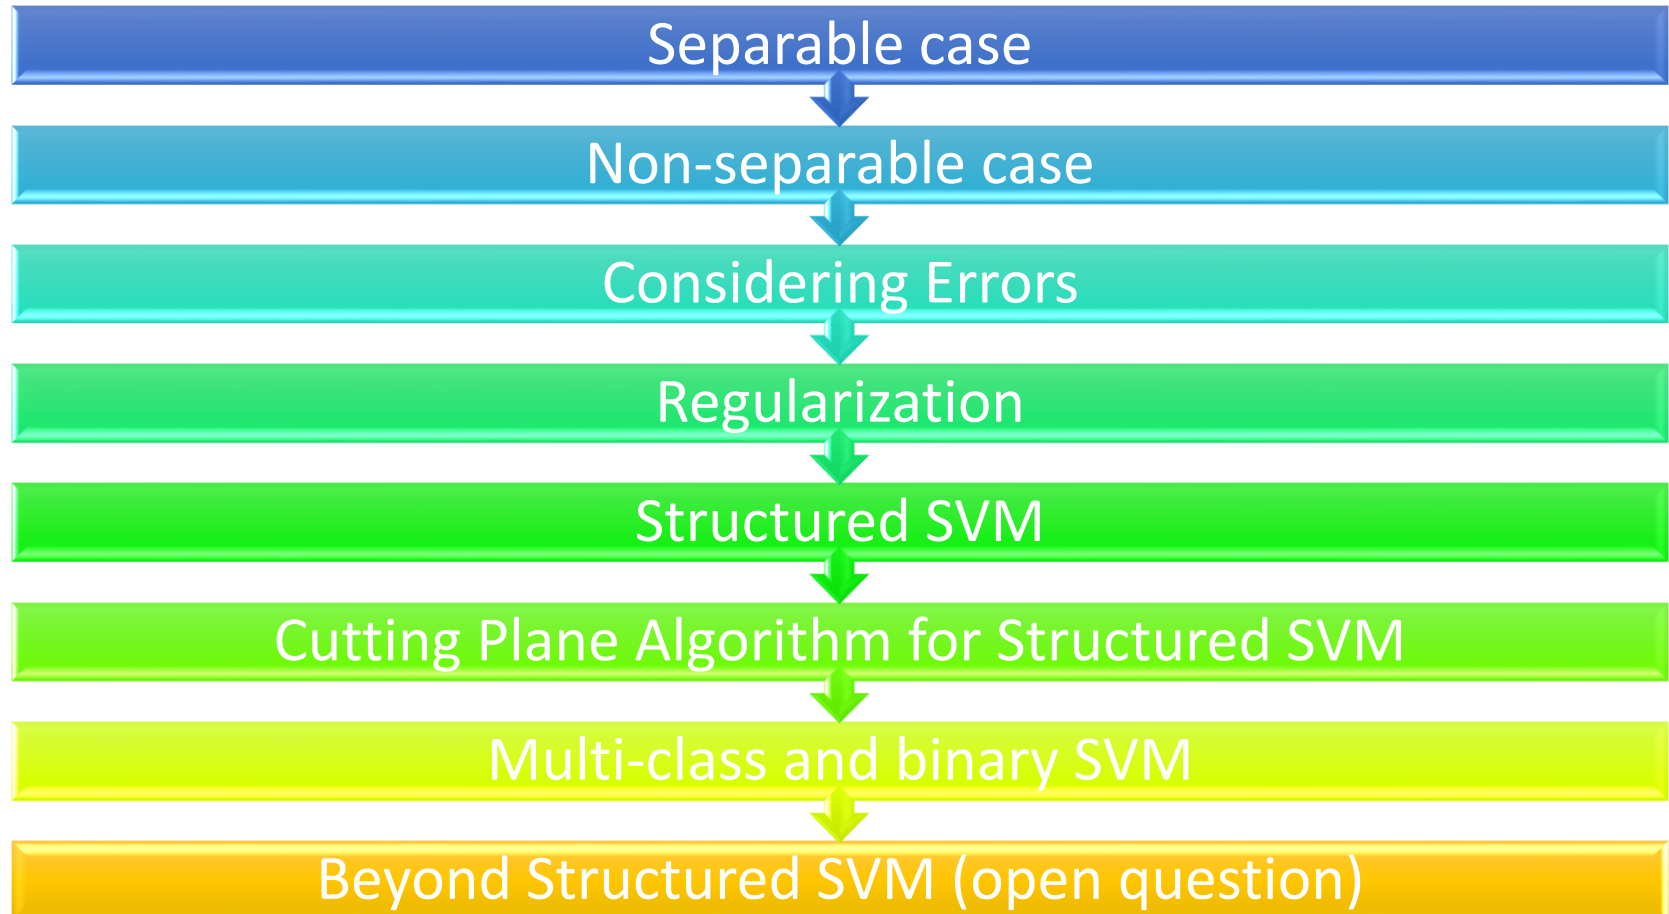 Separable case
Non-separable case
Considering Errors
Regularization
Structured SVM
Cutting Plane Algorithm for Structured SVM
Multi-class and binary SVM
Beyond Structured SVM (open question)